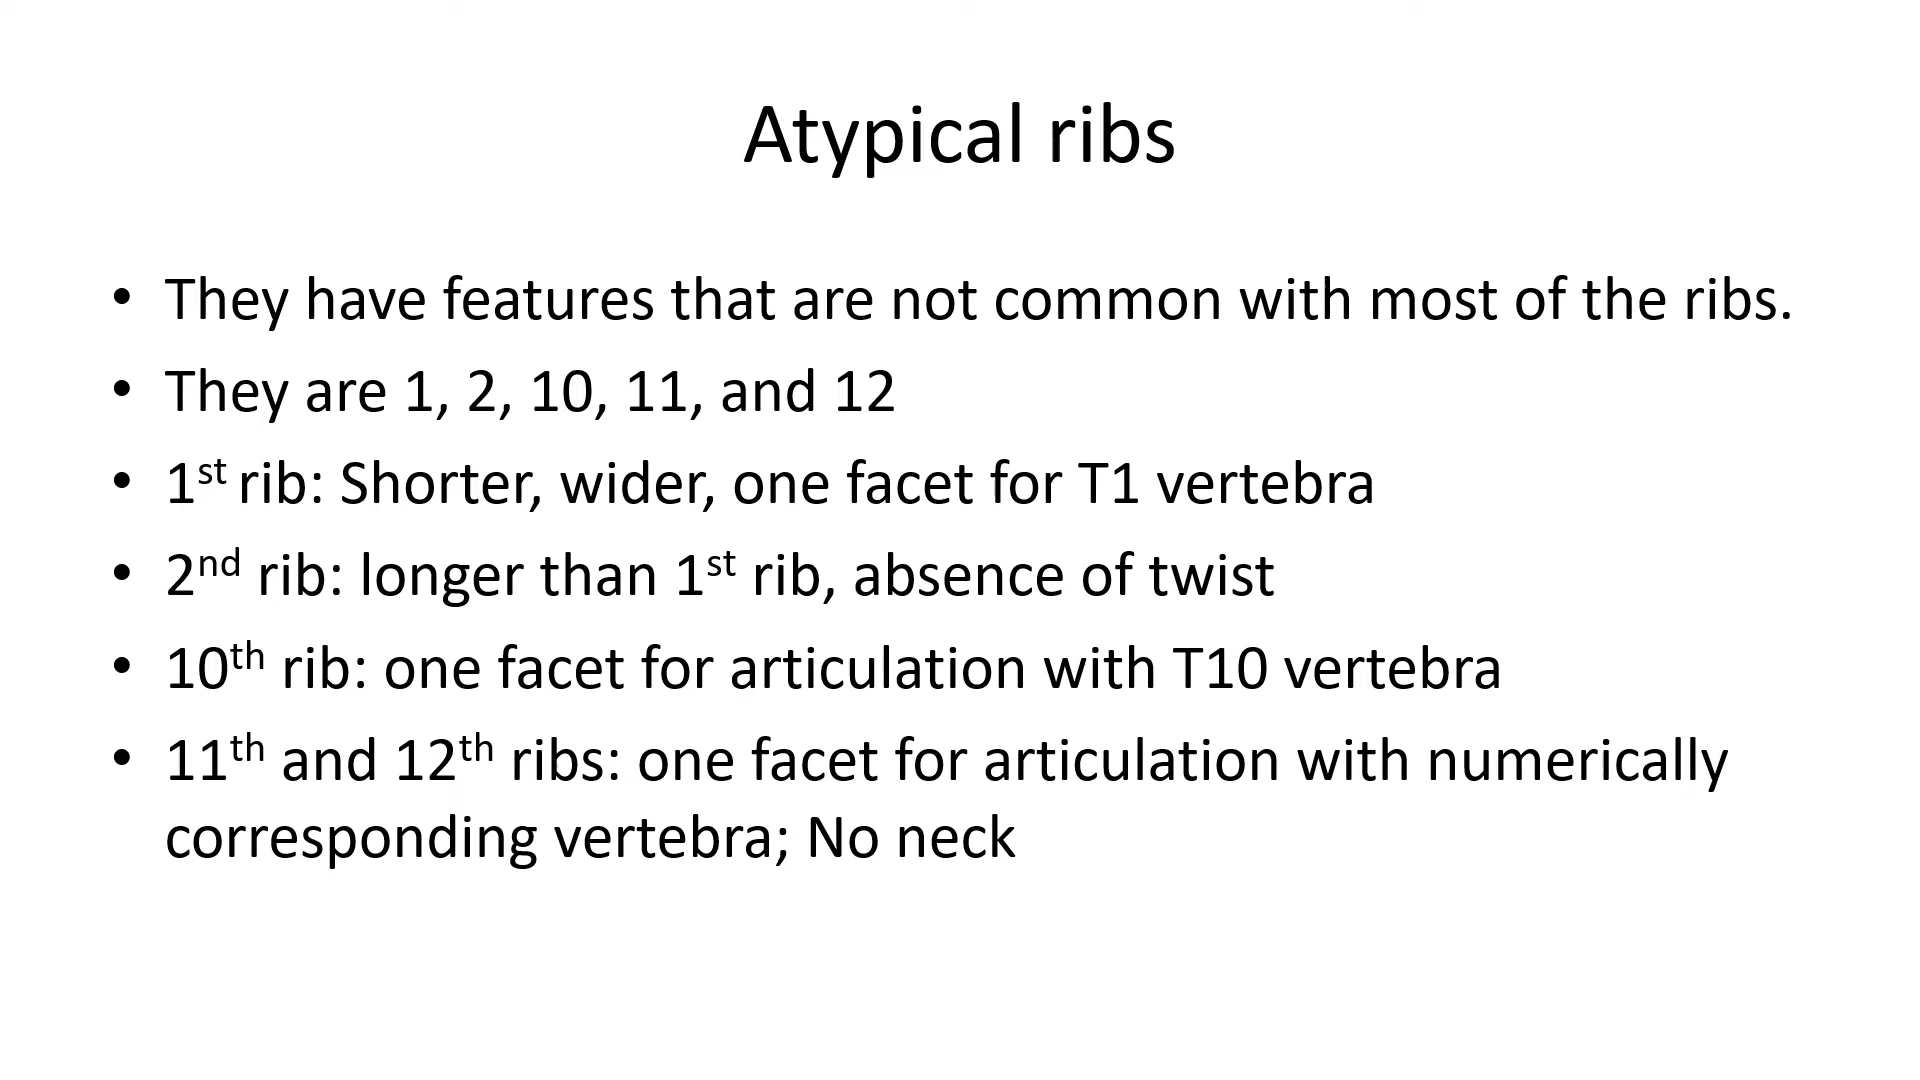 Atypical ribs
• They have features that are not common with most of the ribs.
• They are 1, 2, 10, 11, and 12
• 1st rib: Shorter, wider, one facet for T1 vertebra
• 2nd rib: longer than 1st rib, absence of twist
• 10th rib: one facet for articulation with T10 vertebra
• 11th and 12th ribs: one facet for articulation with numerically
corresponding vertebra; No neck